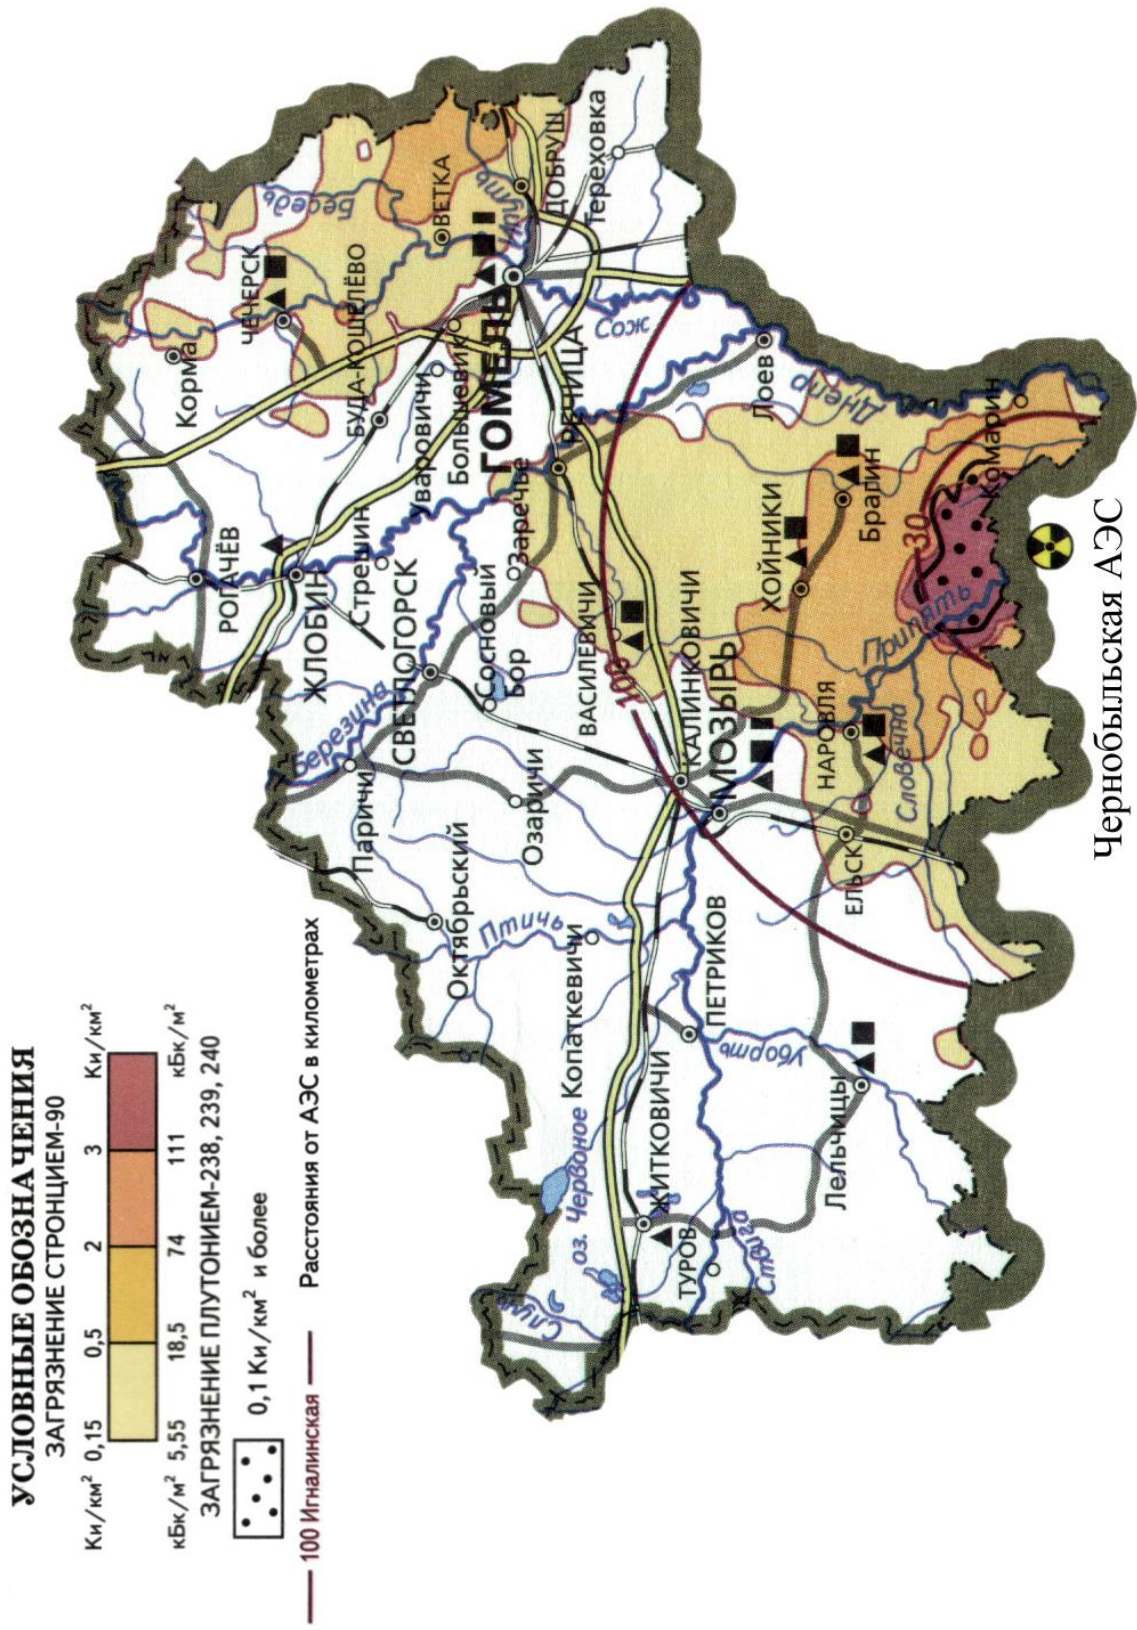 УСЛОВНЫЕ ОБОЗНАЧЕНИЯ
ЗАГРЯЗНЕНИЕ СТРОНЦИЕМ-90
Ки/км² 0,15 0,5 2 3 Ки/км²
кБк/м² 5,55 18,5 74 111 кБк/м²
ЗАГРЯЗНЕНИЕ ПЛУТОНИЕМ-238, 239, 240
0,1 Ки/км² и более
100 Игналинская
Расстояния от АЭС в километрах
Корма
ЧЕЧЕРСК
Беседь
РОГАЧЁВ
БУДА-КОШЕЛЁВО
ВЕТКА
ЖЛОБИН
Стрешин
Уваровичи
Большевик
ГОМЕЛЬ
Ипуть
ДОБРУШ
Тереховка
Березина
СВЕТЛОГОРСК
Паричи
Сосновый
Бор
Заречье
РЕЧИЦА
Сож
Октябрьский
Озаричи
ВАСИЛЕВИЧИ
Лоев
Днепр
Птичь
Копаткевичи
КАЛИНКОВИЧИ
100
МОЗЫРЬ
ХОЙНИКИ
Брагин
Комарин
оз. Червоное
Случь
ЖИТКОВИЧИ
ПЕТРИКОВ
НАРОВЛЯ
Припять
30
ТУРОВ
Ствига
Уборть
ЕЛЬСК
Словечна
Лельчицы
Чернобыльская АЭС